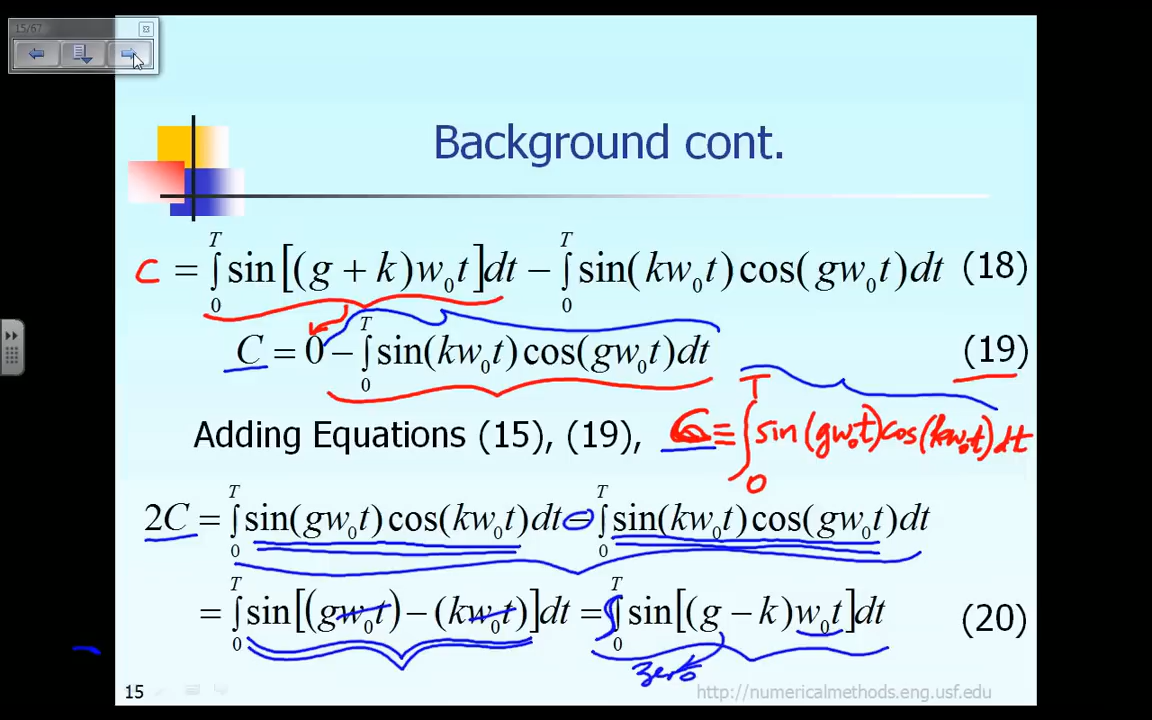 15/67
Background cont.
C = ∫₀ᵀ sin[(g + k)w₀t]dt − ∫₀ᵀ sin(kw₀t)cos(gw₀t)dt (18)
C = 0 − ∫₀ᵀ sin(kw₀t)cos(gw₀t)dt (19)
Adding Equations (15), (19), C ≡ ∫₀ᵀ sin(gw₀t)cos(kw₀t)dt
2C = ∫₀ᵀ sin(gw₀t)cos(kw₀t)dt − ∫₀ᵀ sin(kw₀t)cos(gw₀t)dt
= ∫₀ᵀ sin[(gw₀t) − (kw₀t)]dt = ∫₀ᵀ sin[(g − k)w₀t]dt (20)
zero
15 http://numericalmethods.eng.usf.edu